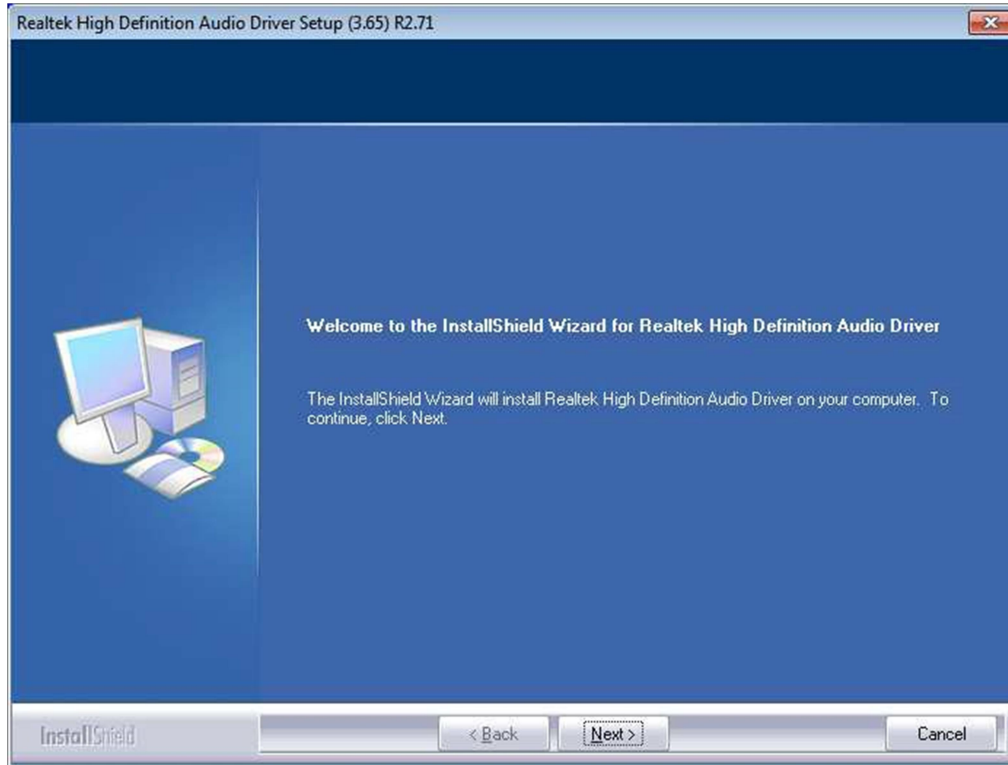 Realtek High Definition Audio Driver Setup (3.65) R2.71
Welcome to the InstallShield Wizard for Realtek High Definition Audio Driver
The InstallShield Wizard will install Realtek High Definition Audio Driver on your computer. To
continue, click Next.
InstallShield
< Back
Next >
Cancel